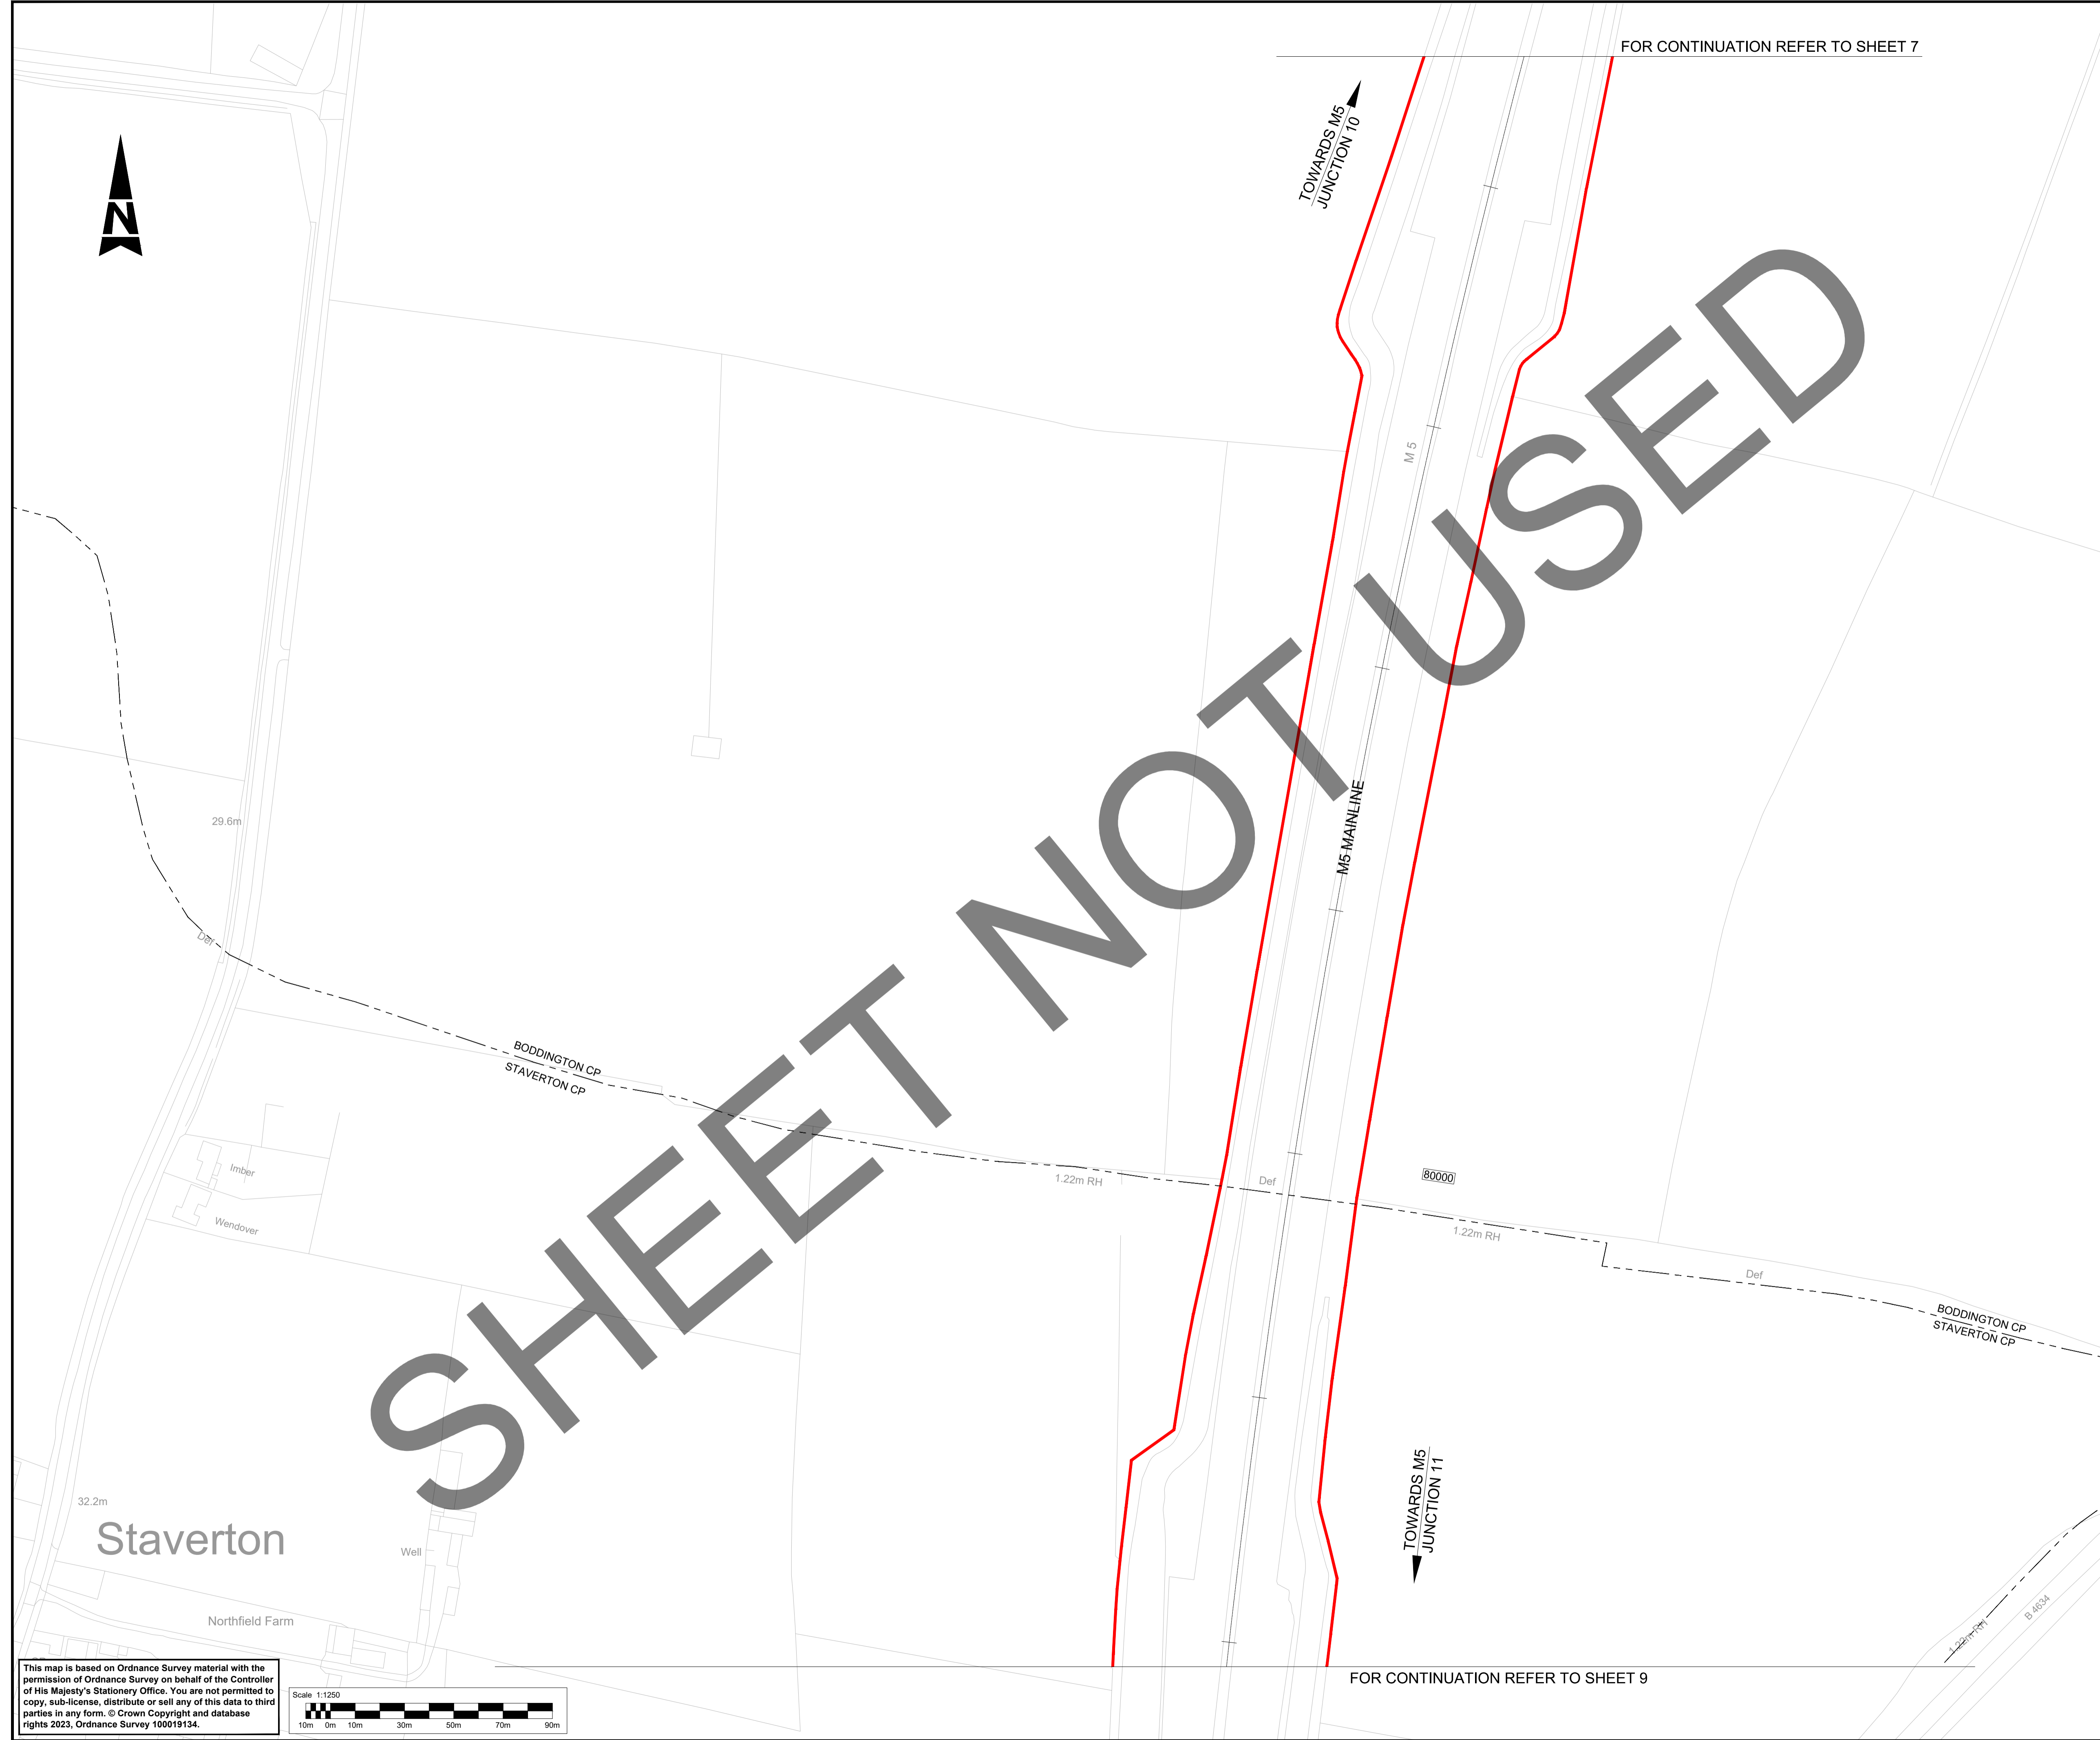 FOR CONTINUATION REFER TO SHEET 7
TOWARDS M5
JUNCTION 10
N
M 5
SHEET NOT USED
M5 MAINLINE
29.6m
Def
BODDINGTON CP
STAVERTON CP
Imber
Wendover
1.22m RH
Def
80000
1.22m RH
Def
BODDINGTON CP
STAVERTON CP
TOWARDS M5
JUNCTION 11
32.2m
Staverton
Well
Northfield Farm
B 4634
1.22m RH
FOR CONTINUATION REFER TO SHEET 9
This map is based on Ordnance Survey material with the
permission of Ordnance Survey on behalf of the Controller
of His Majesty's Stationery Office. You are not permitted to
copy, sub-license, distribute or sell any of this data to third
parties in any form. © Crown Copyright and database
rights 2023, Ordnance Survey 100019134.
Scale 1:1250
10m 0m 10m 30m 50m 70m 90m